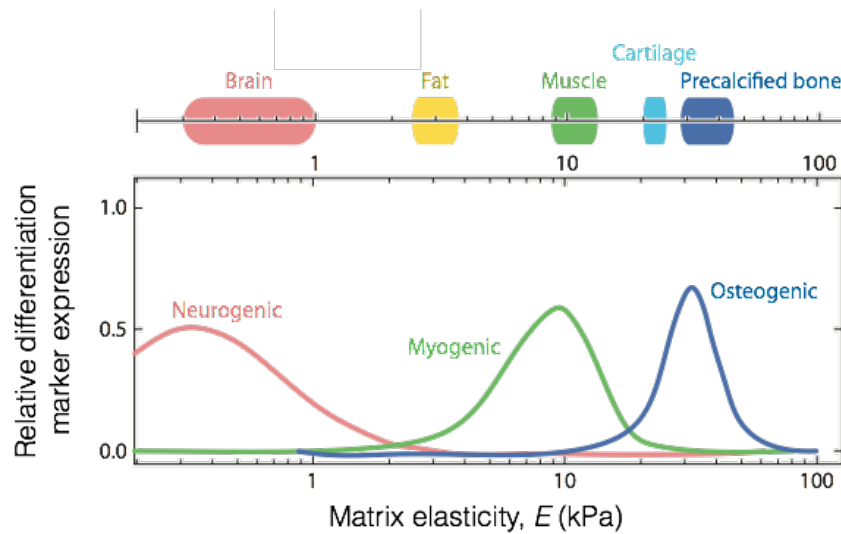 Cartilage
Brain
Fat
Muscle
Precalcified bone
1
10
100
Relative differentiation
marker expression
1.0
0.5
0.0
Neurogenic
Myogenic
Osteogenic
1
10
100
Matrix elasticity, E (kPa)